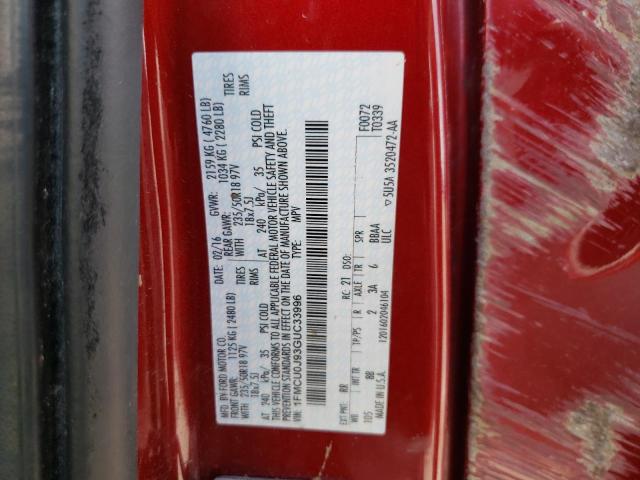 MFD. BY FORD MOTOR CO.
DATE: 02/16 GVWR: 2159 KG ( 4760 LB)
FRONT GAWR: 1125 KG ( 2480 LB) REAR GAWR: 1034 KG ( 2280 LB)
WITH 235/50R18 97V TIRES WITH 235/50R18 97V TIRES
18x7.5J RIMS 18x7.5J RIMS
AT 240 kPa/ 35 PSI COLD AT 240 kPa/ 35 PSI COLD
THIS VEHICLE CONFORMS TO ALL APPLICABLE FEDERAL MOTOR VEHICLE SAFETY AND THEFT
PREVENTION STANDARDS IN EFFECT ON THE DATE OF MANUFACTURE SHOWN ABOVE.
VIN: 1FMCU0J93GUC33996 TYPE: MPV
F0072
T0339
EXT PNT: RR RC: 21 DSO:
WB INT TR TP/PS R AXLE TR SPR
105 BB 2 3A 6 BBAA
ULC
▽ 5U5A 3520472-AA
MADE IN U.S.A. 1201602046104